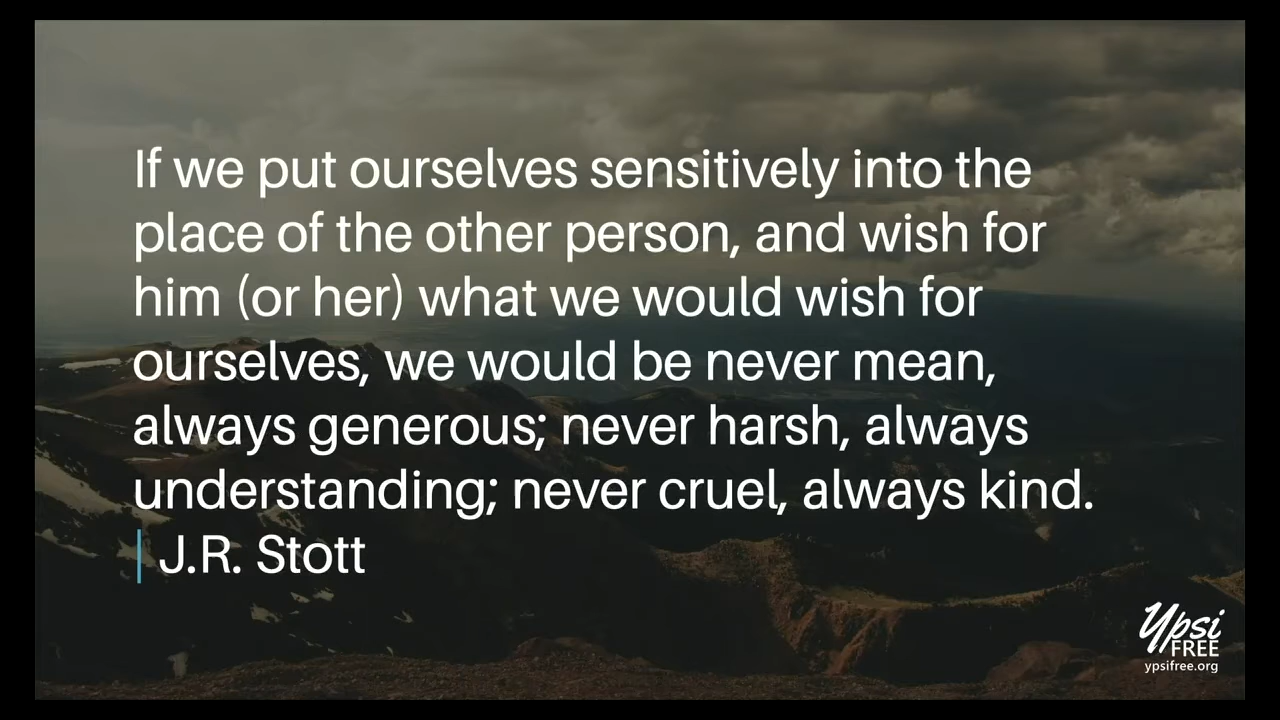 If we put ourselves sensitively into the
place of the other person, and wish for
him (or her) what we would wish for
ourselves, we would be never mean,
always generous; never harsh, always
understanding; never cruel, always kind.
| J.R. Stott
Ypsi
FREE
ypsifree.org